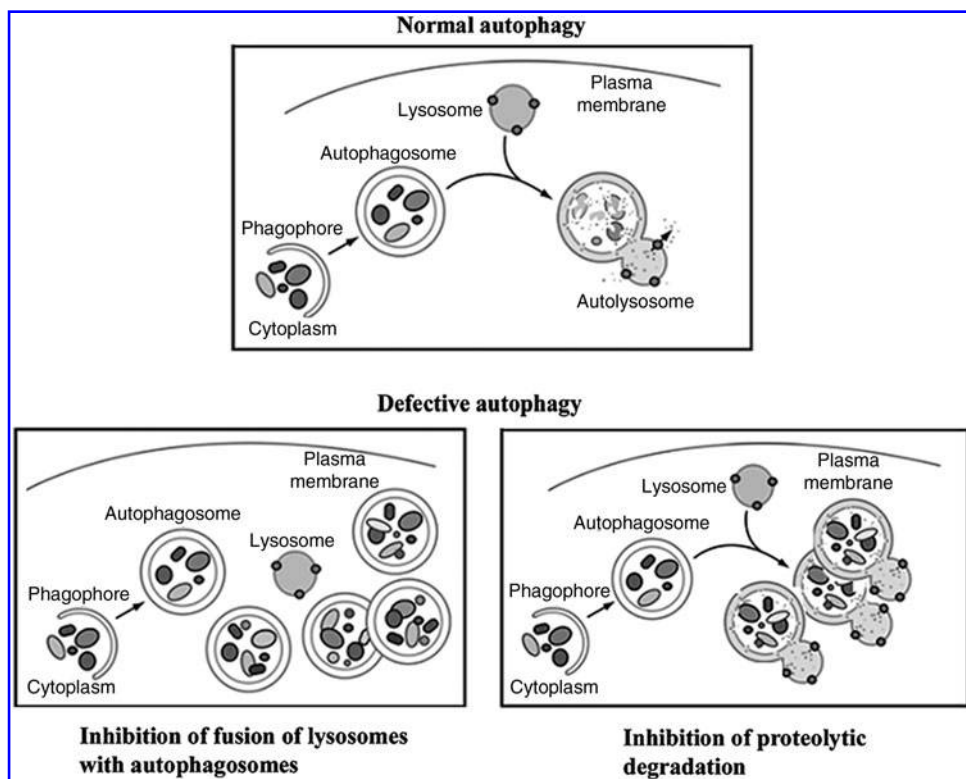 Normal autophagy
Plasma
membrane
Lysosome
Autophagosome
Phagophore
Cytoplasm
Autolysosome
Defective autophagy
Plasma
membrane
Autophagosome
Lysosome
Phagophore
Cytoplasm
Inhibition of fusion of lysosomes
with autophagosomes
Plasma
membrane
Lysosome
Autophagosome
Phagophore
Cytoplasm
Inhibition of proteolytic
degradation